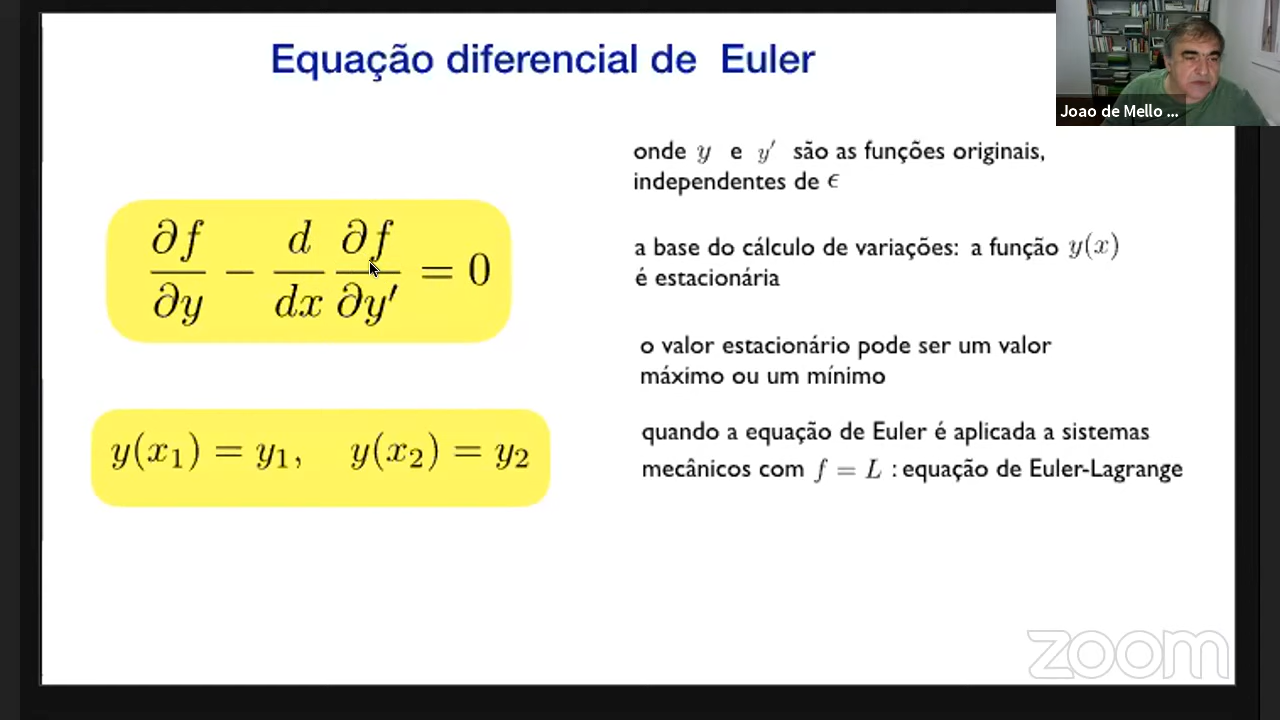 Equação diferencial de Euler
Joao de Mello ...
onde y e y′ são as funções originais,
independentes de ϵ
∂f/∂y − d/dx ∂f/∂y′ = 0
a base do cálculo de variações: a função y(x)
é estacionária
o valor estacionário pode ser um valor
máximo ou um mínimo
y(x₁) = y₁, y(x₂) = y₂
quando a equação de Euler é aplicada a sistemas
mecânicos com f = L : equação de Euler-Lagrange
zoom